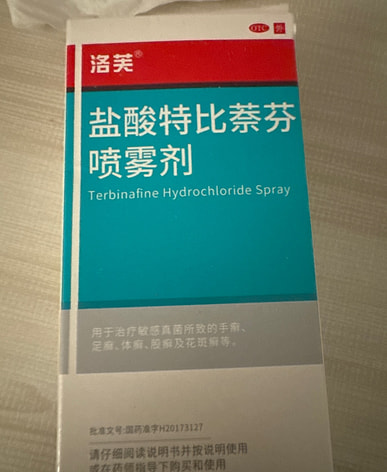 洛芙®
OTC 外
盐酸特比萘芬
喷雾剂
Terbinafine Hydrochloride Spray
用于治疗敏感真菌所致的手癣、
足癣、体癣、股癣及花斑癣等。
批准文号:国药准字H20173127
请仔细阅读说明书并按说明使用
或在药师指导下购买和使用